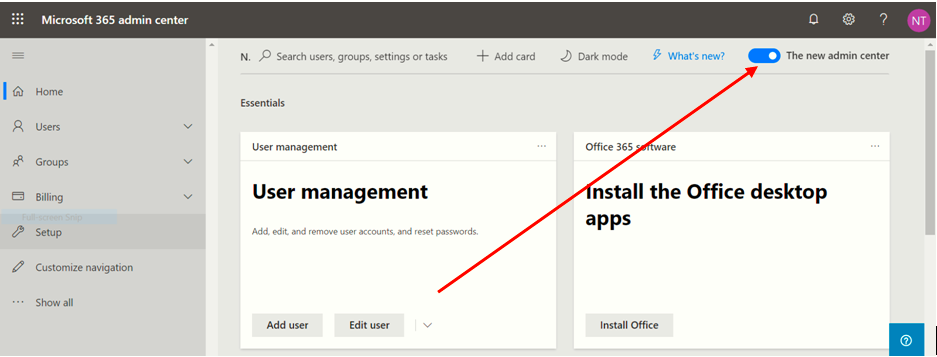 Microsoft 365 admin center
?
NT
N.
Search users, groups, settings or tasks
Add card
Dark mode
What's new?
The new admin center
Home
Users
Groups
Billing
Full-screen Snip
Setup
Customize navigation
Show all
Essentials
User management
...
User management
Add, edit, and remove user accounts, and reset passwords.
Add user
Edit user
Office 365 software
...
Install the Office desktop
apps
Install Office